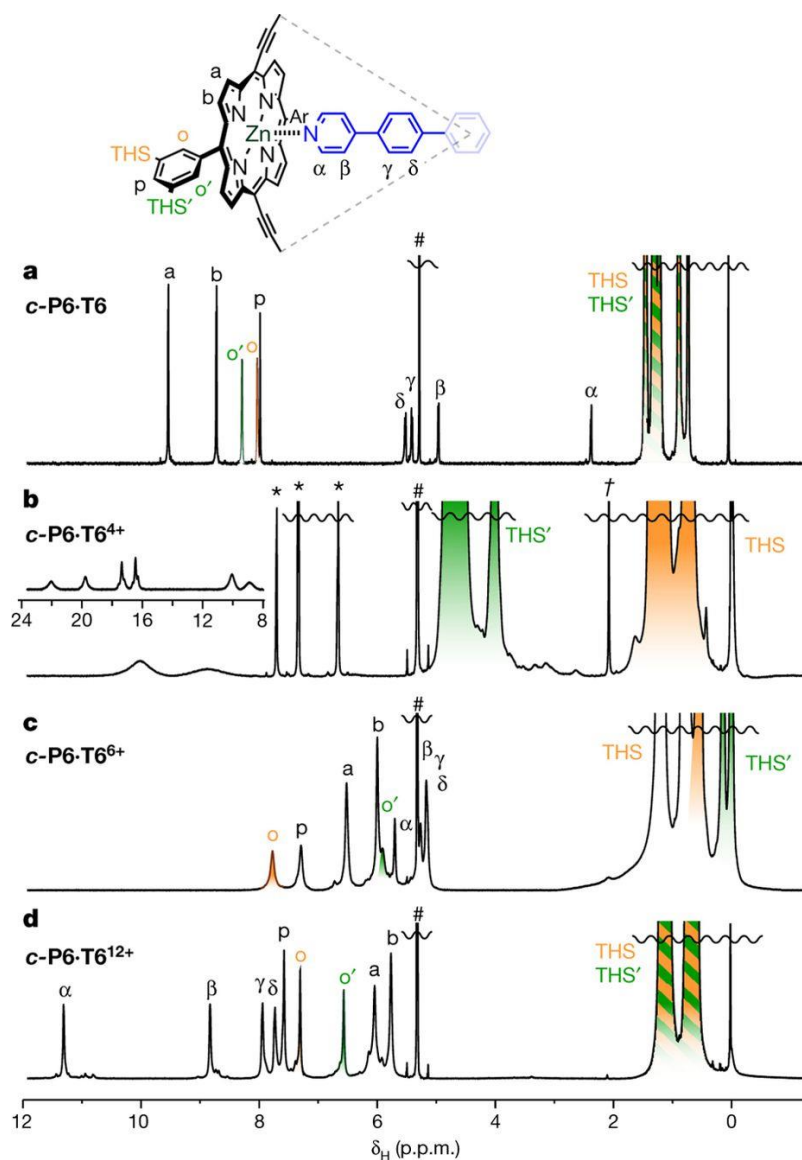 a
b
N
N
N
N
Zn
Ar
N
α β
γ δ
THS
o
p
o′
THS′
a
c-P6·T6
a
b
o′
o
p
δ
γ
#
β
α
THS
THS′
b
c-P6·T6⁴⁺
24 20 16 12 8
*
*
*
#
THS′
†
THS
c
c-P6·T6⁶⁺
o
p
a
b
o′
α
#
β
γ
δ
THS
THS′
d
c-P6·T6¹²⁺
α
β
γ
δ
p
o
o′
a
b
#
THS
THS′
12 10 8 6 4 2 0
δH (p.p.m.)